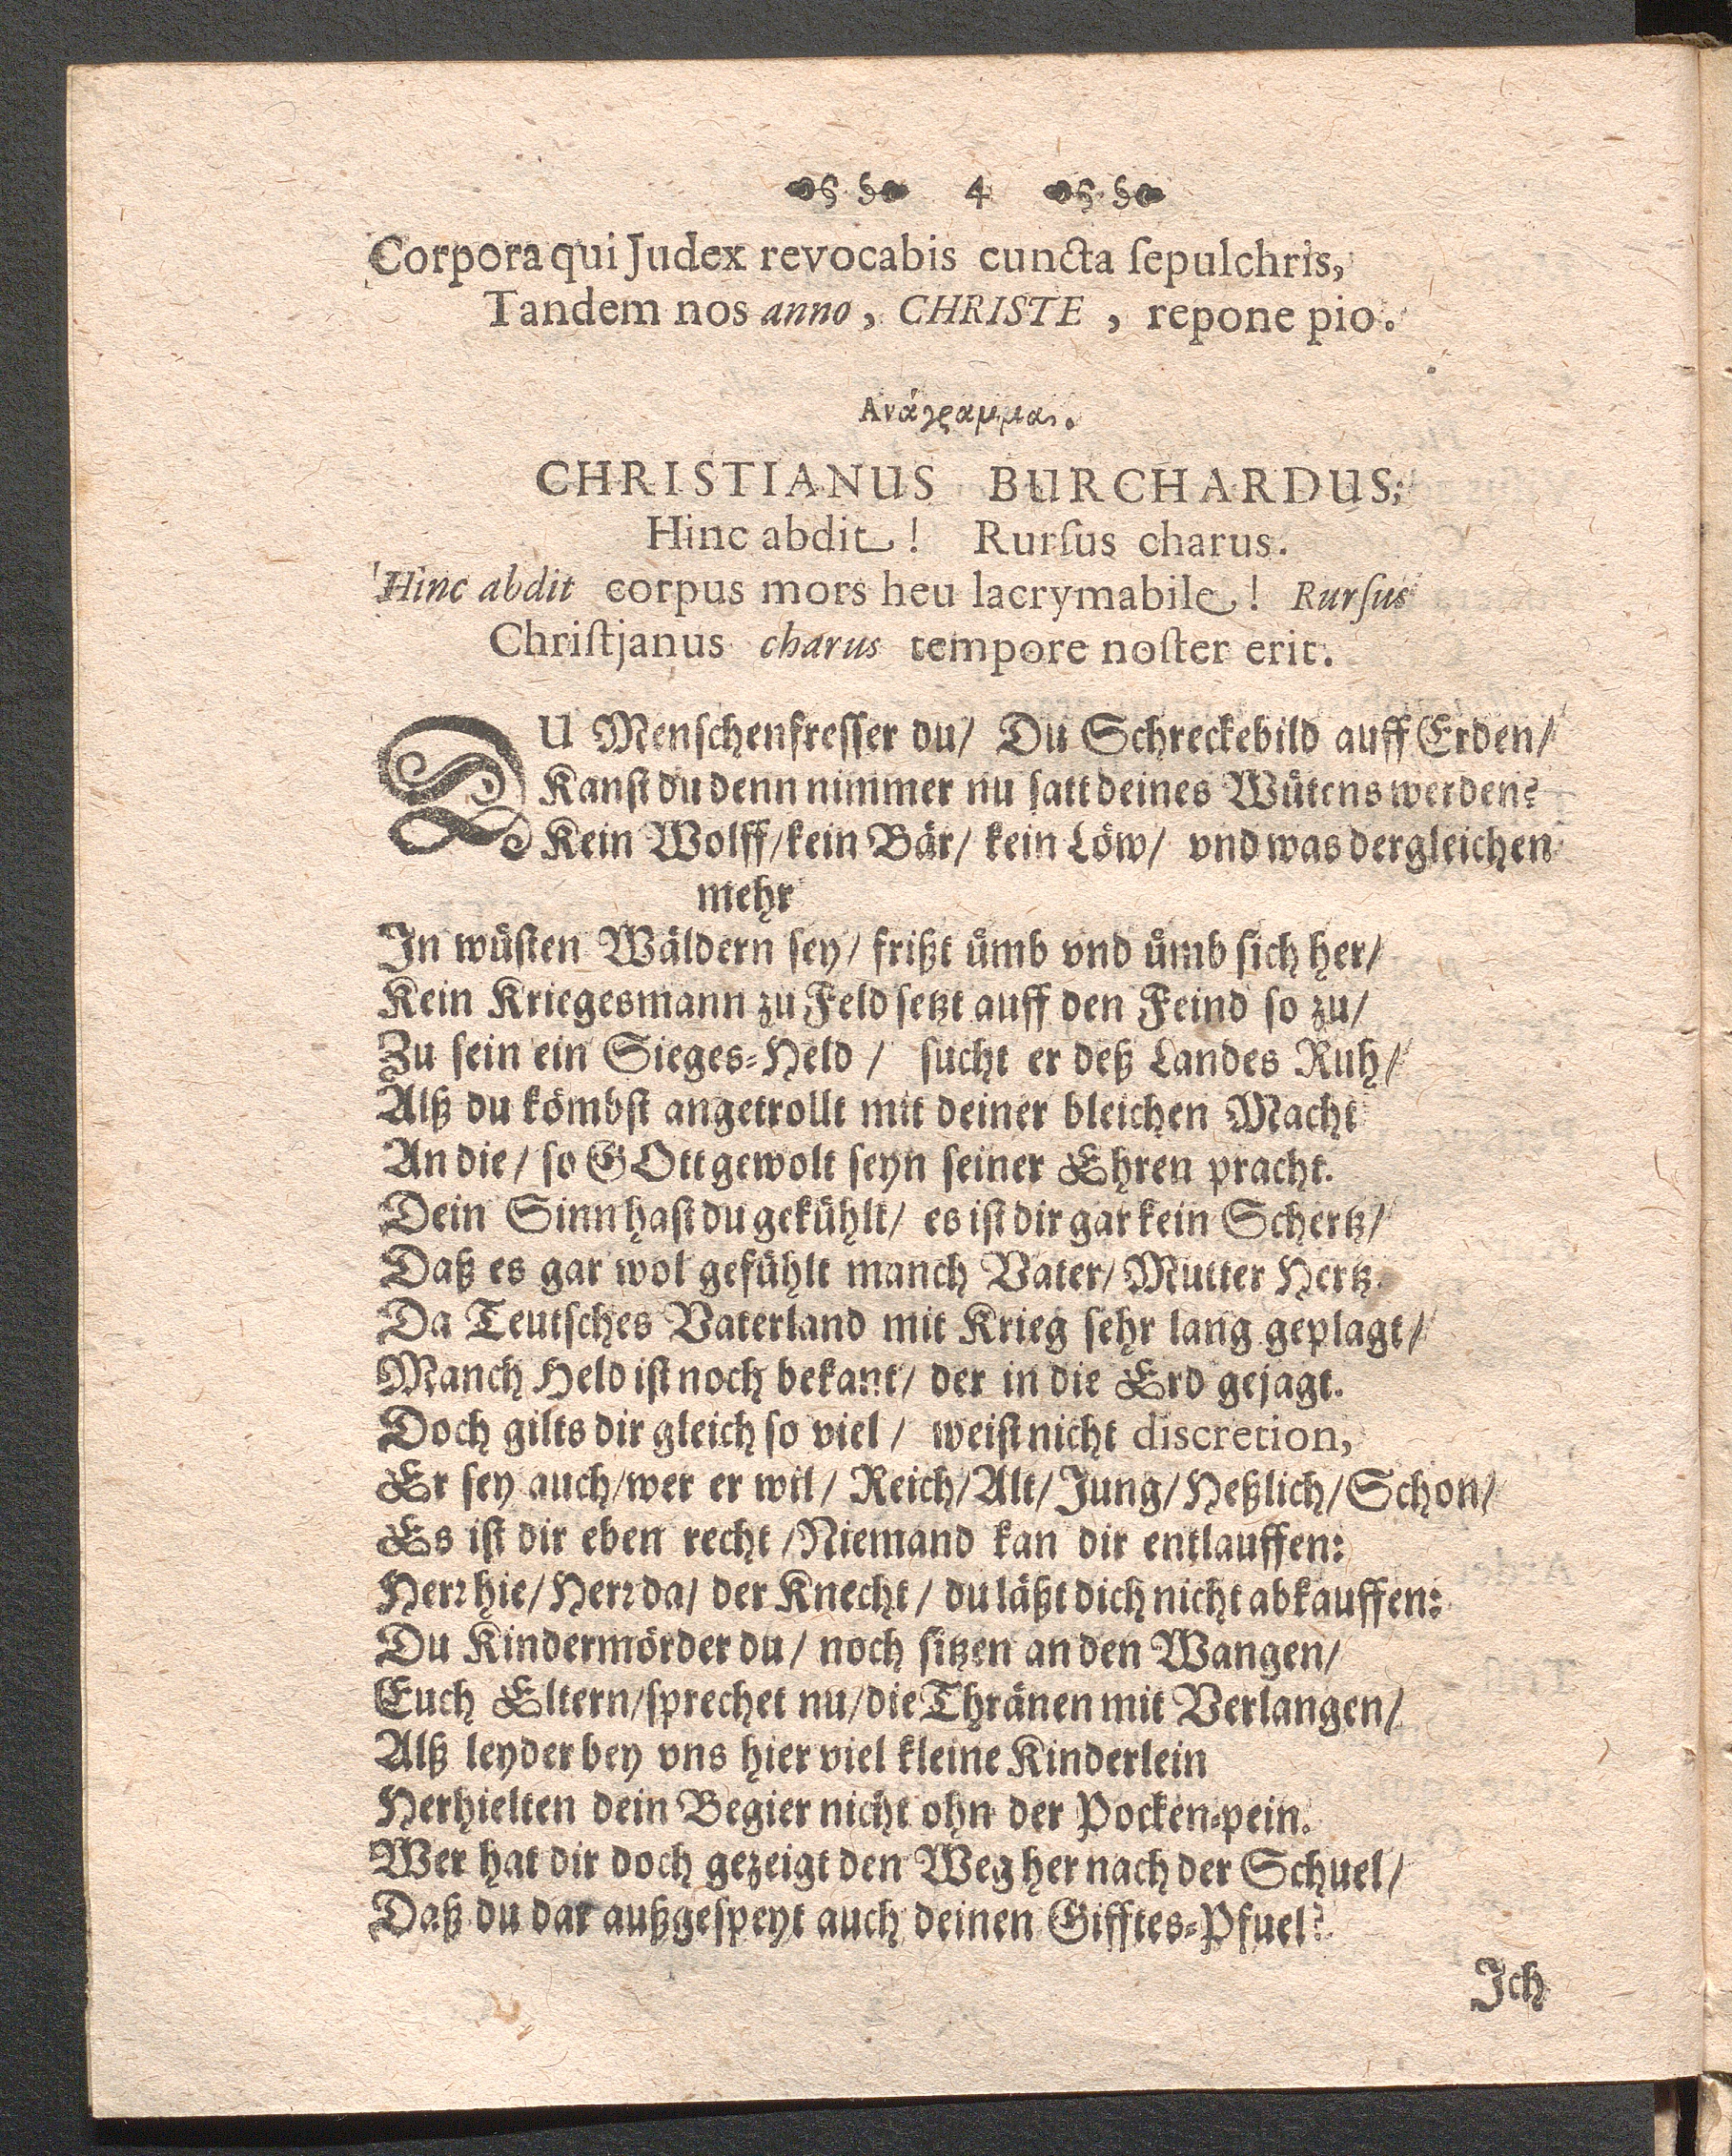 4
Corpora qui Judex revocabis cuncta ſepulchris,
Tandem nos anno, CHRISTE, repone pio.
Ανάγραμμα.
CHRISTIANUS BURCHARDUS;
Hinc abdit! Rurſus charus.
Hinc abdit corpus mors heu lacrymabile! Rurſus
Chriſtjanus charus tempore noſter erit.
DU Menschenfresser du/ Du Schreckebild auff Erden/
Kanst du denn nimmer nu satt deines Wütens werden?
Kein Wolff/ kein Bär/ kein Löw/ vnd was dergleichen
mehr
In wüsten Wäldern sey/ frißt ümb vnd ümb sich her/
Kein Kriegesmann zu Feld setzt auff den Feind so zu/
Zu sein ein Sieges-Held/ sucht er deß Landes Ruh/
Alß du kömbst angetrollt mit deiner bleichen Macht
An die/ so GOtt gewolt seyn seiner Ehren pracht.
Dein Sinn hast du gekühlt/ es ist dir gar kein Schertz/
Daß es gar wol gefühlt manch Vater/ Mutter Hertz.
Da Teutsches Vaterland mit Krieg sehr lang geplagt/
Manch Held ist noch bekant/ der in die Erd gejagt.
Doch gilts dir gleich so viel/ weist nicht discretion,
Er sey auch/ wer er wil/ Reich/ Alt/ Jung/ Heßlich/ Schon/
Es ist dir eben recht/ Niemand kan dir entlauffen:
Herr hie/ Herr da/ der Knecht/ du läßt dich nicht abkauffen:
Du Kindermörder du/ noch sitzen an den Wangen/
Euch Eltern/ sprechet nu/ die Thränen mit Verlangen/
Alß leyder bey vns hier viel kleine Kinderlein
Herhielten dein Begier nicht ohn der Pocken-pein.
Wer hat dir doch gezeigt den Weg her nach der Schuel/
Daß du dar außgespeyt auch deinen Gifftes-Pfuel?
Ich